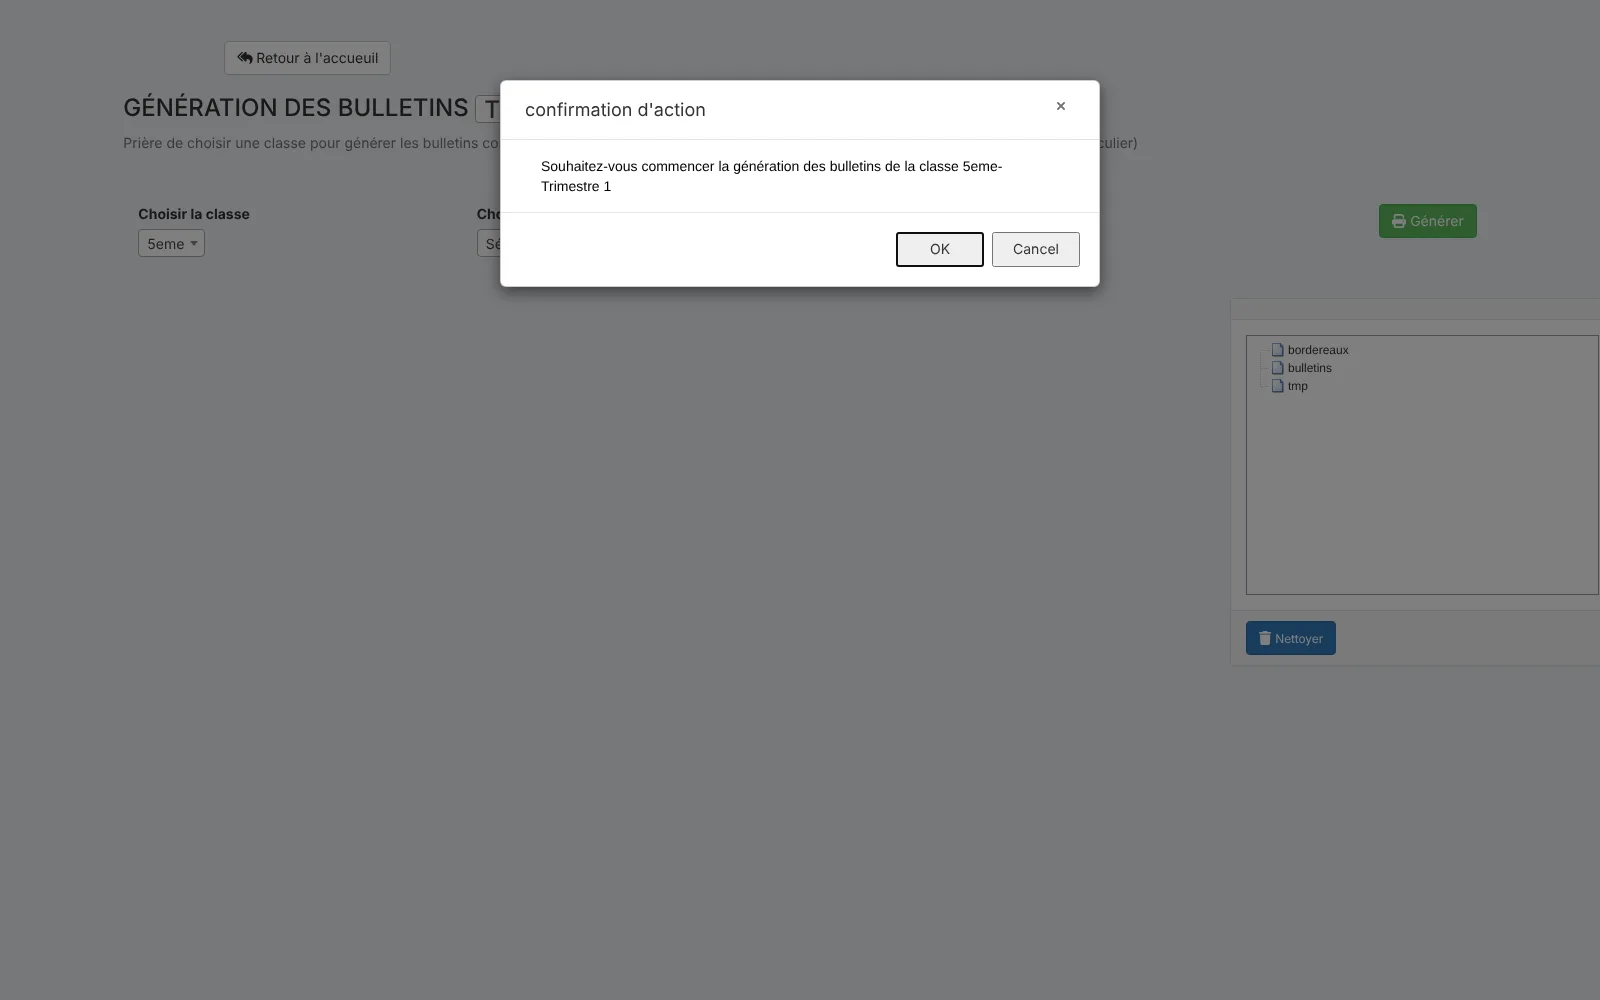 Retour à l'accueuil
GÉNÉRATION DES BULLETINS T
confirmation d'action
×
Prière de choisir une classe pour générer les bulletins
Souhaitez-vous commencer la génération des bulletins de la classe 5eme-
Trimestre 1
Choisir la classe
5eme
Générer
OK
Cancel
bordereaux
bulletins
tmp
Nettoyer